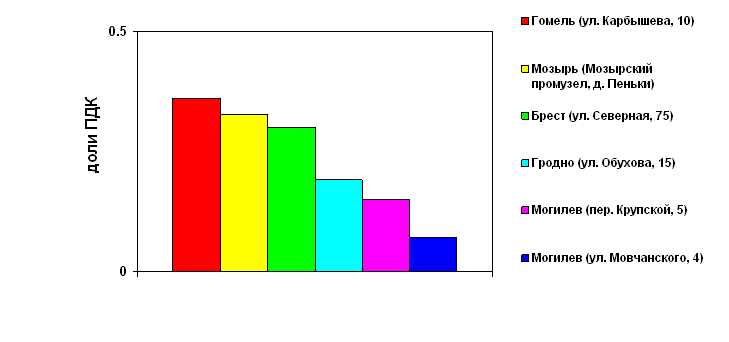 0.5
доли ПДК
0
Гомель (ул. Карбышева, 10)
Мозырь (Мозырский
промузел, д. Пеньки)
Брест (ул. Северная, 75)
Гродно (ул. Обухова, 15)
Могилев (пер. Крупской, 5)
Могилев (ул. Мовчанского, 4)